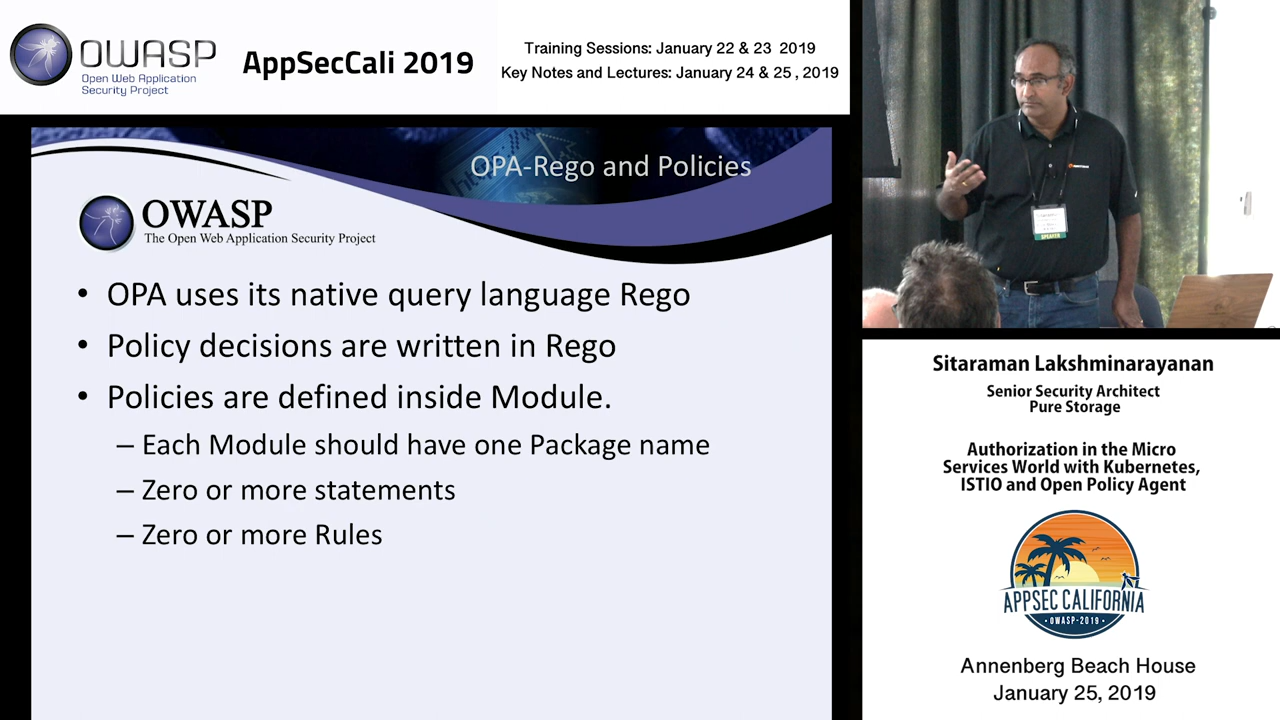 OWASP
Open Web Application
Security Project
AppSecCali 2019
Training Sessions: January 22 & 23 2019
Key Notes and Lectures: January 24 & 25 , 2019
OPA-Rego and Policies
OWASP
The Open Web Application Security Project
• OPA uses its native query language Rego
• Policy decisions are written in Rego
• Policies are defined inside Module.
– Each Module should have one Package name
– Zero or more statements
– Zero or more Rules
SPEAKER
Sitaraman Lakshminarayanan
Senior Security Architect
Pure Storage
Authorization in the Micro
Services World with Kubernetes,
ISTIO and Open Policy Agent
APPSEC CALIFORNIA
• OWASP-2019 •
Annenberg Beach House
January 25, 2019